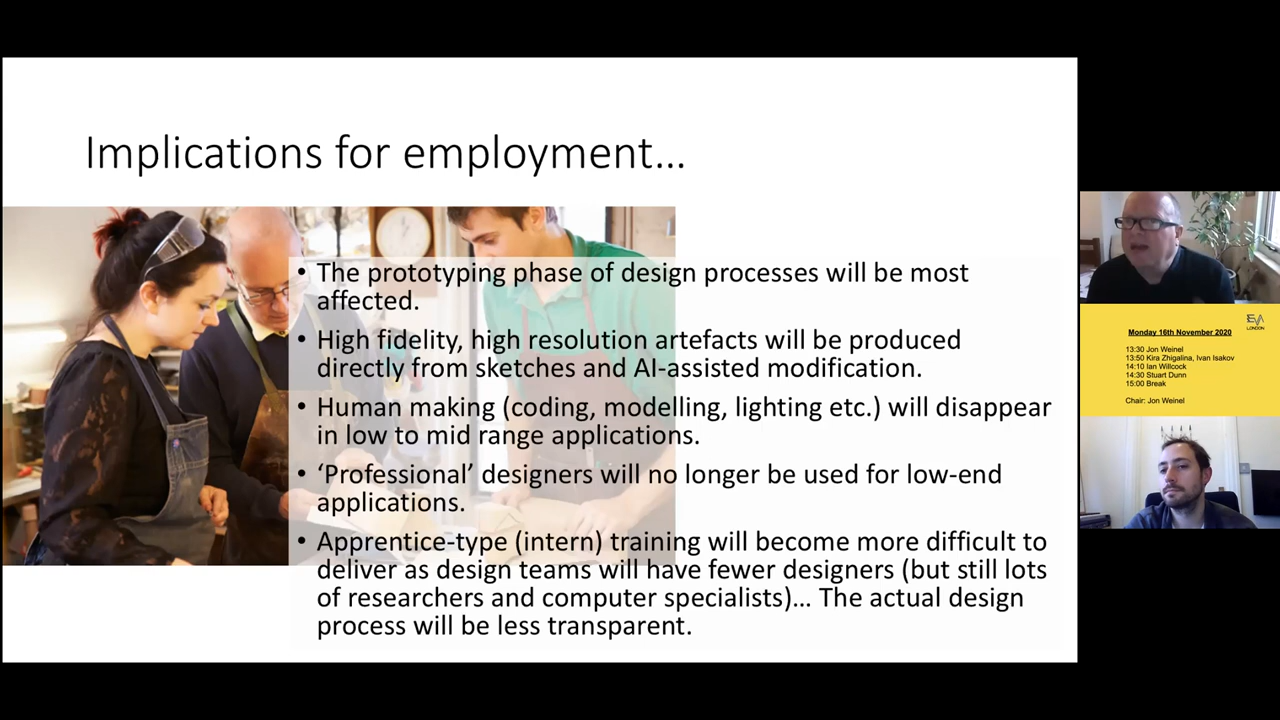 Implications for employment...
• The prototyping phase of design processes will be most
affected.
• High fidelity, high resolution artefacts will be produced
directly from sketches and AI-assisted modification.
• Human making (coding, modelling, lighting etc.) will disappear
in low to mid range applications.
• ‘Professional’ designers will no longer be used for low-end
applications.
• Apprentice-type (intern) training will become more difficult to
deliver as design teams will have fewer designers (but still lots
of researchers and computer specialists)... The actual design
process will be less transparent.
EVA
LONDON
Monday 16th November 2020
13:30 Jon Weinel
13:50 Kira Zhigalina, Ivan Isakov
14:10 Ian Willcock
14:30 Stuart Dunn
15:00 Break
Chair: Jon Weinel